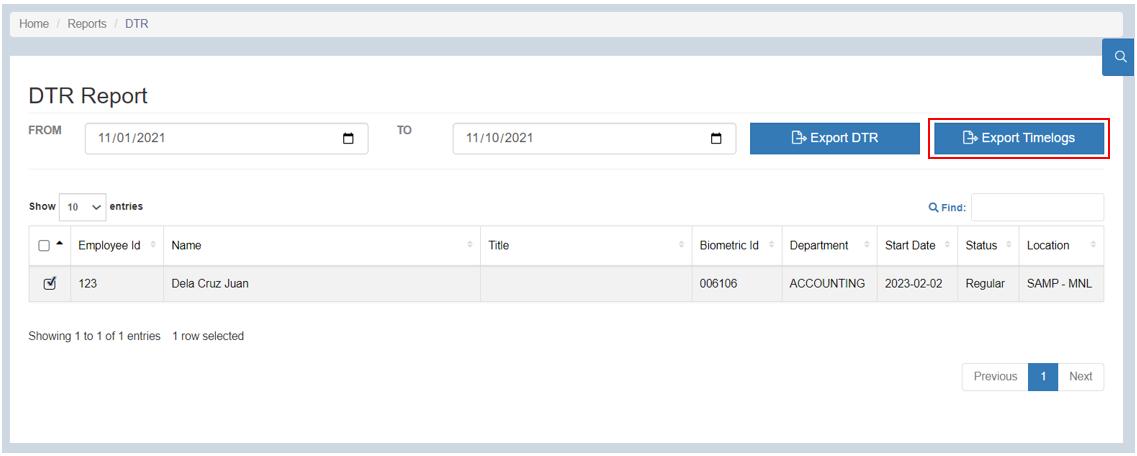 Home / Reports / DTR
DTR Report
FROM 11/01/2021 TO 11/10/2021 Export DTR Export Timelogs
Show 10 entries Find:
Employee Id Name Title Biometric Id Department Start Date Status Location
123 Dela Cruz Juan 006106 ACCOUNTING 2023-02-02 Regular SAMP - MNL
Showing 1 to 1 of 1 entries 1 row selected
Previous 1 Next